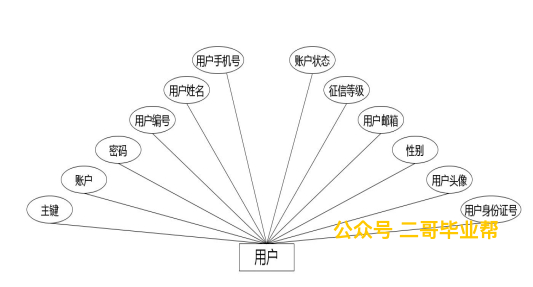 用户手机号
账户状态
用户姓名
征信等级
用户编号
用户邮箱
密码
性别
账户
用户头像
主键
用户身份证号
公众号 二哥毕业帮
用户